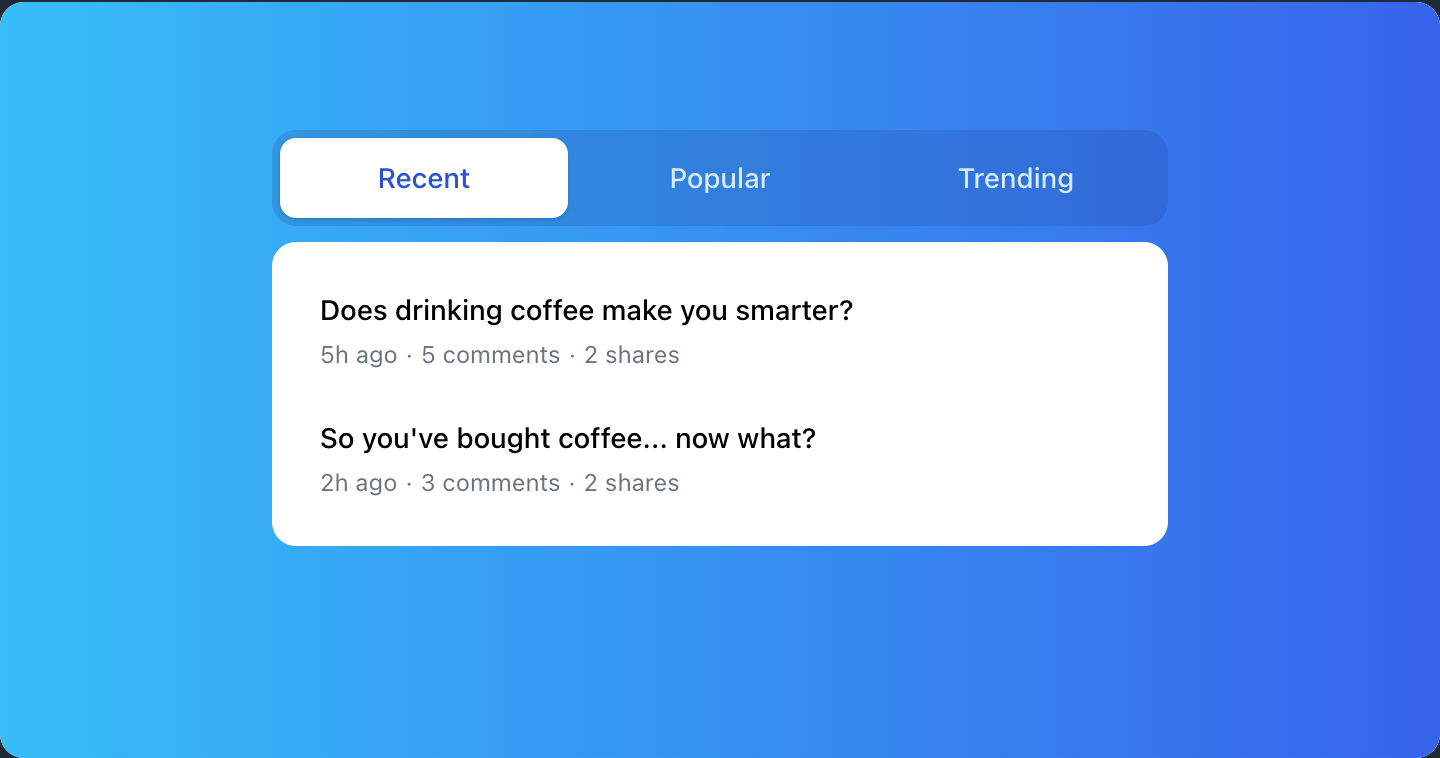 Recent Popular Trending
Does drinking coffee make you smarter?
5h ago · 5 comments · 2 shares
So you've bought coffee... now what?
2h ago · 3 comments · 2 shares